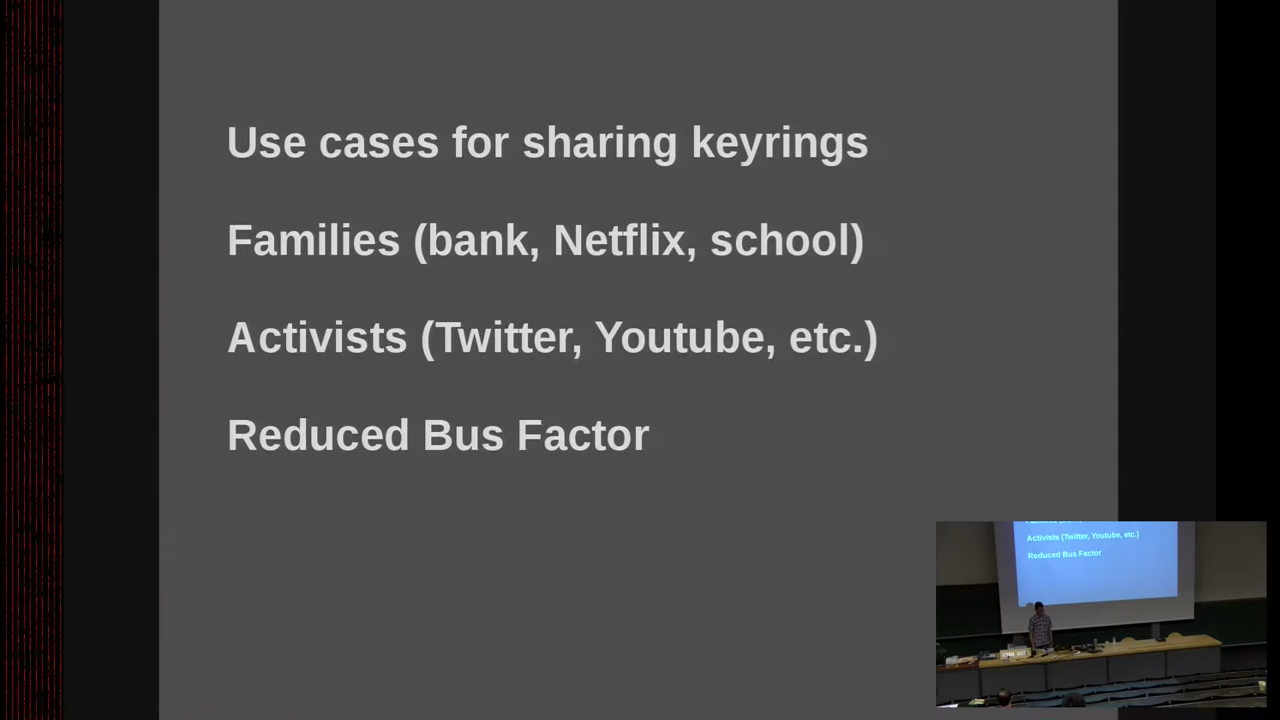 Use cases for sharing keyrings
Families (bank, Netflix, school)
Activists (Twitter, Youtube, etc.)
Reduced Bus Factor
Activists (Twitter, Youtube, etc.)
Reduced Bus Factor